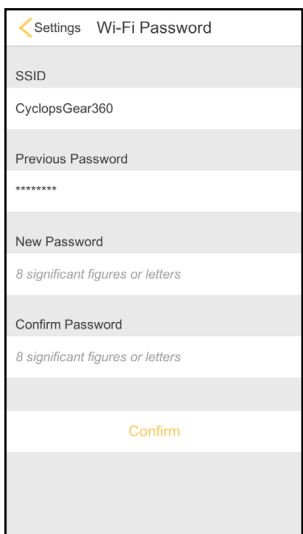 Settings Wi-Fi Password
SSID
CyclopsGear360
Previous Password
********
New Password
8 significant figures or letters
Confirm Password
8 significant figures or letters
Confirm